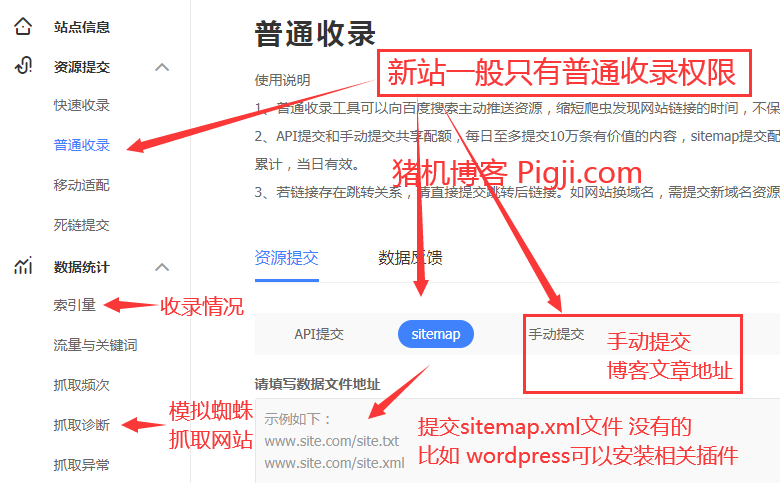 站点信息
资源提交
快速收录
普通收录
移动适配
死链提交
数据统计
索引量
流量与关键词
抓取频次
抓取诊断
抓取异常
收录情况
模拟蜘蛛
抓取网站
普通收录
新站一般只有普通收录权限
使用说明
1、普通收录工具可以向百度搜索主动推送资源，缩短爬虫发现网站链接的时间，不保
2、API提交和手动提交共享配额，每日至多提交10万条有价值的内容，sitemap提交配
累计，当日有效。
猪机博客 Pigji.com
3、若链接存在跳转关系，请直接提交跳转后链接。如网站换域名，需提交新域名资源
资源提交 数据反馈
API提交 sitemap 手动提交
手动提交
博客文章地址
请填写数据文件地址
示例如下：
www.site.com/site.txt
www.site.com/site.xml
提交sitemap.xml文件 没有的
比如 wordpress可以安装相关插件